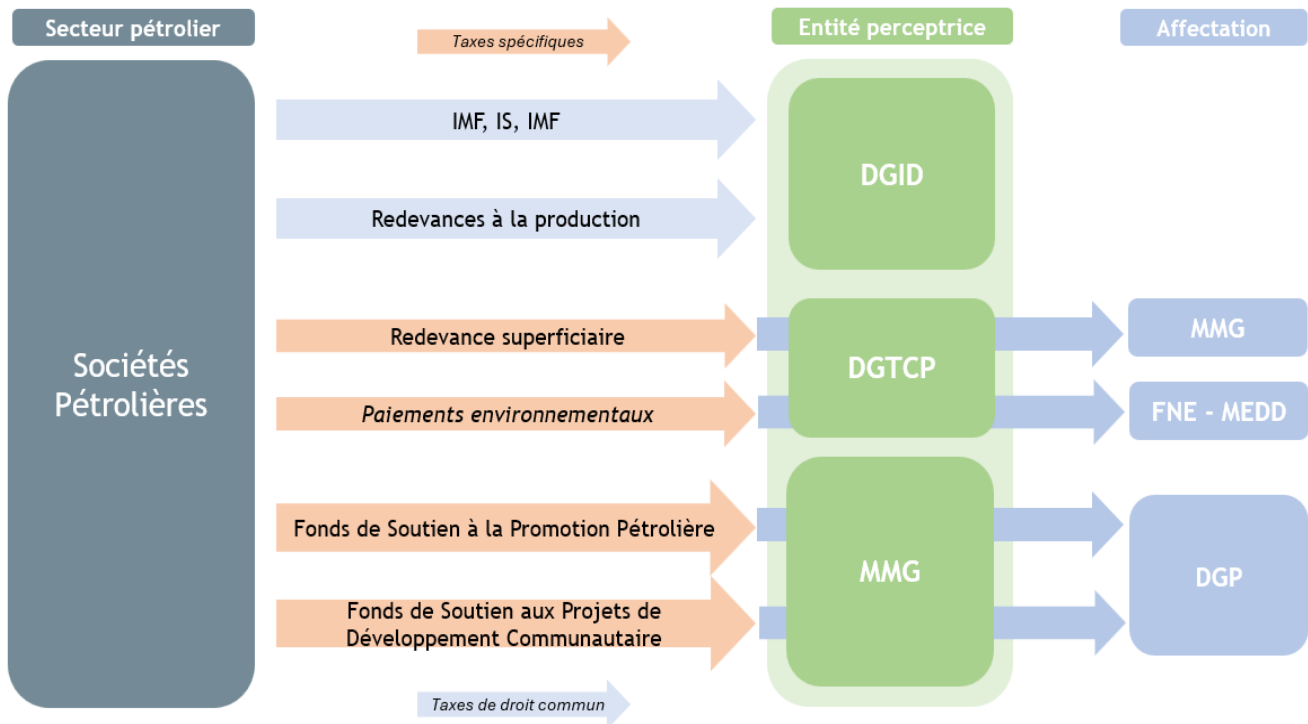 Secteur pétrolier
Taxes spécifiques
Entité perceptrice
Affectation
IMF, IS, IMF
DGID
Redevances à la production
Sociétés
Pétrolières
Redevance superficiaire
DGTCP
MMG
Paiements environnementaux
FNE - MEDD
Fonds de Soutien à la Promotion Pétrolière
MMG
DGP
Fonds de Soutien aux Projets de
Développement Communautaire
Taxes de droit commun